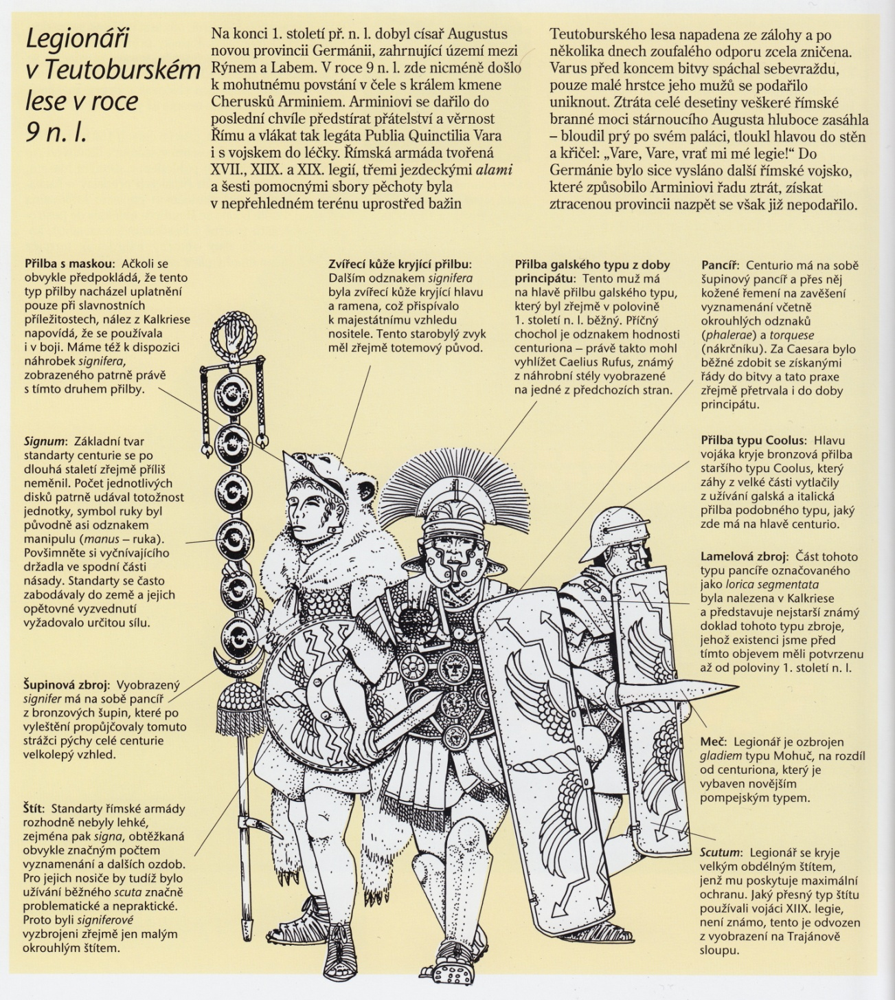 Legionáři
v Teutoburském
lese v roce
9 n. l.
Na konci 1. století př. n. l. dobyl císař Augustus
novou provincii Germánii, zahrnující území mezi
Rýnem a Labem. V roce 9 n. l. zde nicméně došlo
k mohutnému povstání v čele s králem kmene
Cherusků Arminiem. Arminiovi se dařilo do
poslední chvíle předstírat přátelství a věrnost
Římu a vlákat tak legáta Publia Quinctilia Vara
i s vojskem do léčky. Římská armáda tvořená
XVII., XIIX. a XIX. legií, třemi jezdeckými alami
a šesti pomocnými sbory pěchoty byla
v nepřehledném terénu uprostřed bažin
Teutoburského lesa napadena ze zálohy a po
několika dnech zoufalého odporu zcela zničena.
Varus před koncem bitvy spáchal sebevraždu,
pouze malé hrstce jeho mužů se podařilo
uniknout. Ztráta celé desetiny veškeré římské
branné moci stárnoucího Augusta hluboce zasáhla
– bloudil prý po svém paláci, tloukl hlavou do stěn
a křičel: „Vare, Vare, vrať mi mé legie!“ Do
Germánie bylo sice vysláno další římské vojsko,
které způsobilo Arminiovi řadu ztrát, získat
ztracenou provincii nazpět se však již nepodařilo.
Přilba s maskou: Ačkoli se
obvykle předpokládá, že tento
typ přilby nacházel uplatnění
pouze při slavnostních
příležitostech, nález z Kalkriese
napovídá, že se používala
i v boji. Máme též k dispozici
náhrobek signifera,
zobrazeného patrně právě
s tímto druhem přilby.
Signum: Základní tvar
standarty centurie se po
dlouhá staletí zřejmě příliš
neměnil. Počet jednotlivých
disků patrně udával totožnost
jednotky, symbol ruky byl
původně asi odznakem
manipulu (manus – ruka).
Povšimněte si vyčnívajícího
držadla ve spodní části
násady. Standarty se často
zabodávaly do země a jejich
opětovné vyzvednutí
vyžadovalo určitou sílu.
Šupinová zbroj: Vyobrazený
signifer má na sobě pancíř
z bronzových šupin, které po
vyleštění propůjčovaly tomuto
strážci pýchy celé centurie
velkolepý vzhled.
Štít: Standarty římské armády
rozhodně nebyly lehké,
zejména pak signa, obtěžkaná
obvykle značným počtem
vyznamenání a dalších ozdob.
Pro jejich nosiče by tudíž bylo
užívání běžného scuta značně
problematické a nepraktické.
Proto byli signiferové
vyzbrojeni zřejmě jen malým
okrouhlým štítem.
Zvířecí kůže kryjící přilbu:
Dalším odznakem signifera
byla zvířecí kůže kryjící hlavu
a ramena, což přispívalo
k majestátnímu vzhledu
nositele. Tento starobylý zvyk
měl zřejmě totemový původ.
Přilba galského typu z doby
principátu: Tento muž má
na hlavě přilbu galského typu,
který byl zřejmě v polovině
1. století n. l. běžný. Příčný
chochol je odznakem hodnosti
centuriona – právě takto mohl
vyhlížet Caelius Rufus, známý
z náhrobní stély vyobrazené
na jedné z předchozích stran.
Pancíř: Centurio má na sobě
šupinový pancíř a přes něj
kožené řemení na zavěšení
vyznamenání včetně
okrouhlých odznaků
(phalerae) a torquese
(nákrčníku). Za Caesara bylo
běžné zdobit se získanými
řády do bitvy a tato praxe
zřejmě přetrvala i do doby
principátu.
Přilba typu Coolus: Hlavu
vojáka kryje bronzová přilba
staršího typu Coolus, který
záhy z velké části vytlačily
z užívání galská a italická
přilba podobného typu, jaký
zde má na hlavě centurio.
Lamelová zbroj: Část tohoto
typu pancíře označovaného
jako lorica segmentata
byla nalezena v Kalkriese
a představuje nejstarší známý
doklad tohoto typu zbroje,
jehož existenci jsme před
tímto objevem měli potvrzenu
až od poloviny 1. století n. l.
Meč: Legionář je ozbrojen
gladiem typu Mohuč, na rozdíl
od centuriona, který je
vybaven novějším
pompejským typem.
Scutum: Legionář se kryje
velkým obdélným štítem,
jenž mu poskytuje maximální
ochranu. Jaký přesný typ štítu
používali vojáci XIIX. legie,
není známo, tento je odvozen
z vyobrazení na Trajánově
sloupu.